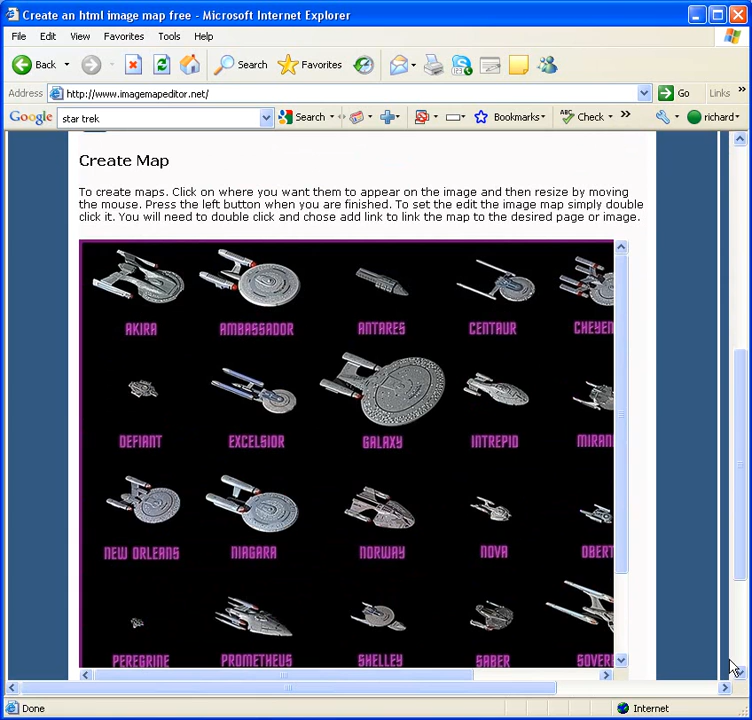 Create an html image map free - Microsoft Internet Explorer
File Edit View Favorites Tools Help
Back Search Favorites
Address http://www.imagemapeditor.net/ Go Links »
Google star trek Search Bookmarks Check » richard
Create Map
To create maps. Click on where you want them to appear on the image and then resize by moving
the mouse. Press the left button when you are finished. To set the edit the image map simply double
click it. You will need to double click and chose add link to link the map to the desired page or image.
AKIRA AMBASSADOR ANTARES CENTAUR CHEYEN
DEFIANT EXCELSIOR GALAXY INTREPID MIRAN
NEW ORLEANS NIAGARA NORWAY NOVA OBERT
PEREGRINE PROMETHEUS SHELLEY SABER SOVER
Done Internet